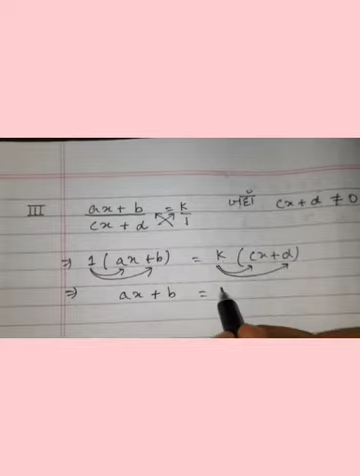 III (ax + b)/(cx + d) = k/1 जहाँ cx + d ≠ 0
⇒ 1 (ax + b) = k (cx + d)
⇒ ax + b =